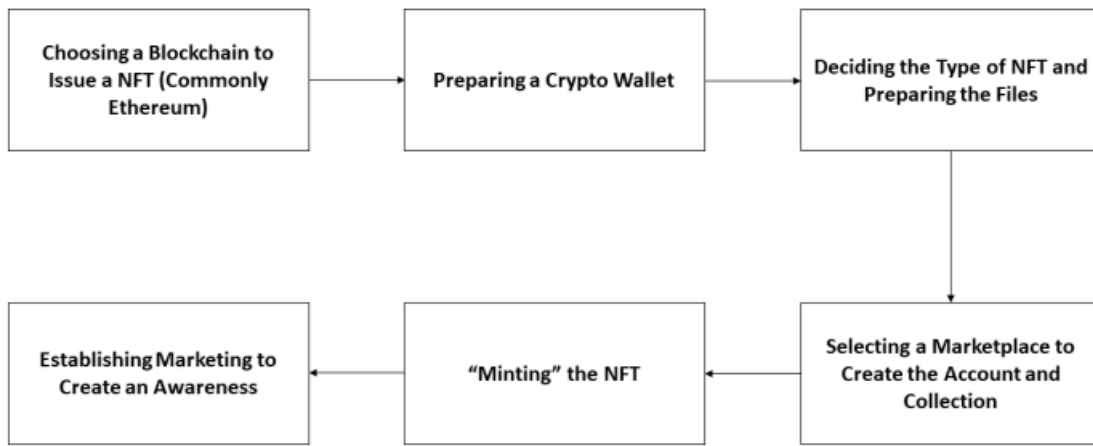 Choosing a Blockchain to
Issue a NFT (Commonly
Ethereum)
Preparing a Crypto Wallet
Deciding the Type of NFT and
Preparing the Files
Selecting a Marketplace to
Create the Account and
Collection
“Minting” the NFT
Establishing Marketing to
Create an Awareness